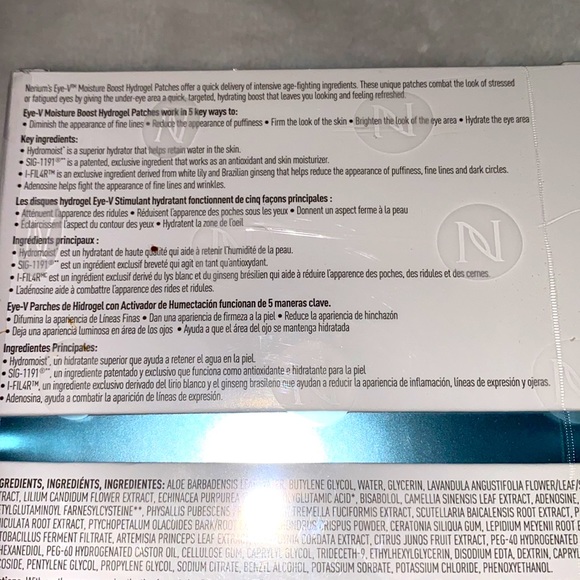 Nerium's Eye-V™ Moisture Boost Hydrogel Patches offer a quick delivery of intensive age-fighting ingredients. These unique patches combat the look of stressed
or fatigued eyes by giving the under-eye area a quick, targeted, hydrating boost that leaves you looking and feeling refreshed.
Eye-V Moisture Boost Hydrogel Patches work in 5 key ways to:
• Diminish the appearance of fine lines • Reduce the appearance of puffiness • Firm the look of the skin • Brighten the look of the eye area • Hydrate the eye area
Key ingredients:
• Hydromoist* is a superior hydrator that helps retain water in the skin.
• SIG-1191®** is a patented, exclusive ingredient that works as an antioxidant and skin moisturizer.
• I-FIL4R™ is an exclusive ingredient derived from white lily and Brazilian ginseng that helps reduce the appearance of puffiness, fine lines and dark circles.
• Adenosine helps fight the appearance of fine lines and wrinkles.
Les disques hydrogel Eye-V Stimulant hydratant fonctionnent de cinq façons principales :
• Atténuent l'apparence des ridules • Réduisent l'apparence des poches sous les yeux • Donnent un aspect ferme à la peau
• Éclaircissent l'aspect du contour des yeux • Hydratent la zone de l'oeil
Ingrédients principaux :
• Hydromoist* est un hydratant de haute qualité qui aide à retenir l'humidité de la peau.
• SIG-1191®** est un ingrédient exclusif breveté qui agit en tant qu'antioxydant.
• I-FIL4R™ est un ingrédient exclusif dérivé du lys blanc et du ginseng brésilien qui aide à réduire l'apparence des poches, des ridules et des cernes.
• L'adénosine aide à combattre l'apparence des rides et ridules.
Eye-V Parches de Hidrogel con Activador de Humectación funcionan de 5 maneras clave.
• Difumina la apariencia de Líneas Finas • Dan una apariencia de firmeza a la piel • Reduce la apariencia de hinchazón
• Deja una apariencia luminosa en área de los ojos • Ayuda a que el área del ojo se mantenga hidratada
Ingredientes Principales:
• Hydromoist*, un hidratante superior que ayuda a retener el agua en la piel.
• SIG-1191®**, un ingrediente patentado y exclusivo que funciona como antioxidante e hidratante para la piel
• I-FIL4R™, un ingrediente exclusivo derivado del lirio blanco y el ginseng brasileno que ayudan a reducir la apariencia de inflamación, líneas de expresión y ojeras.
• Adenosina, ayuda a combatir la aparición de líneas de expresión.
GREDIENTS, INGREDIÉNTS, INGREDIENTES: ALOE BARBADENSIS BUTYLENE GLYCOL, WATER, GLYCERIN, LAVANDULA ANGUSTIFOLIA FLOWER/LEAF/S
TRACT, LILIUM CANDIDUM FLOWER EXTRACT, ECHINACEA PURPUREA GLUTAMIC ACID*, BISABOLOL, CAMELLIA SINENSIS LEAF EXTRACT, ADENOSINE,
TYLGLUTAMINOYL FARNESYLCYSTEINE**, PHYSALLIS PUBESCENS TREMELLA FUCIFORMIS EXTRACT, SCUTELLARIA BAICALENSIS ROOT EXTRACT, P
ICULATA ROOT EXTRACT, PTYCHOPETALUM OLACOIDES BARK/ROOT CRISPUS POWDER, CERATONIA SILIQUA GUM, LEPIDIUM MEYENII ROOT E
TOBACILLUS FERMENT FILTRATE, ARTEMISIA PRINCEPS LEAF EXTRACT, CORDATA EXTRACT, CITRUS JUNOS FRUIT EXTRACT, PEG-40 HYDROGENATED
HEXANEDIOL, PEG-60 HYDROGENATED CASTOR OIL, CELLULOSE GUM, CAPRYLYL GLYCOL, TRIDECETH-9, ETHYLHEXYLGLYCERIN, DISODIUM EDTA, DEXTRIN, CAPRYL
COSIDE, PENTYLENE GLYCOL, PROPYLENE GLYCOL, SODIUM CITRATE, BENZYL ALCOHOL, POTASSIUM SORBATE, POTASSIUM CHLORIDE, PHENOXYETHANOL.